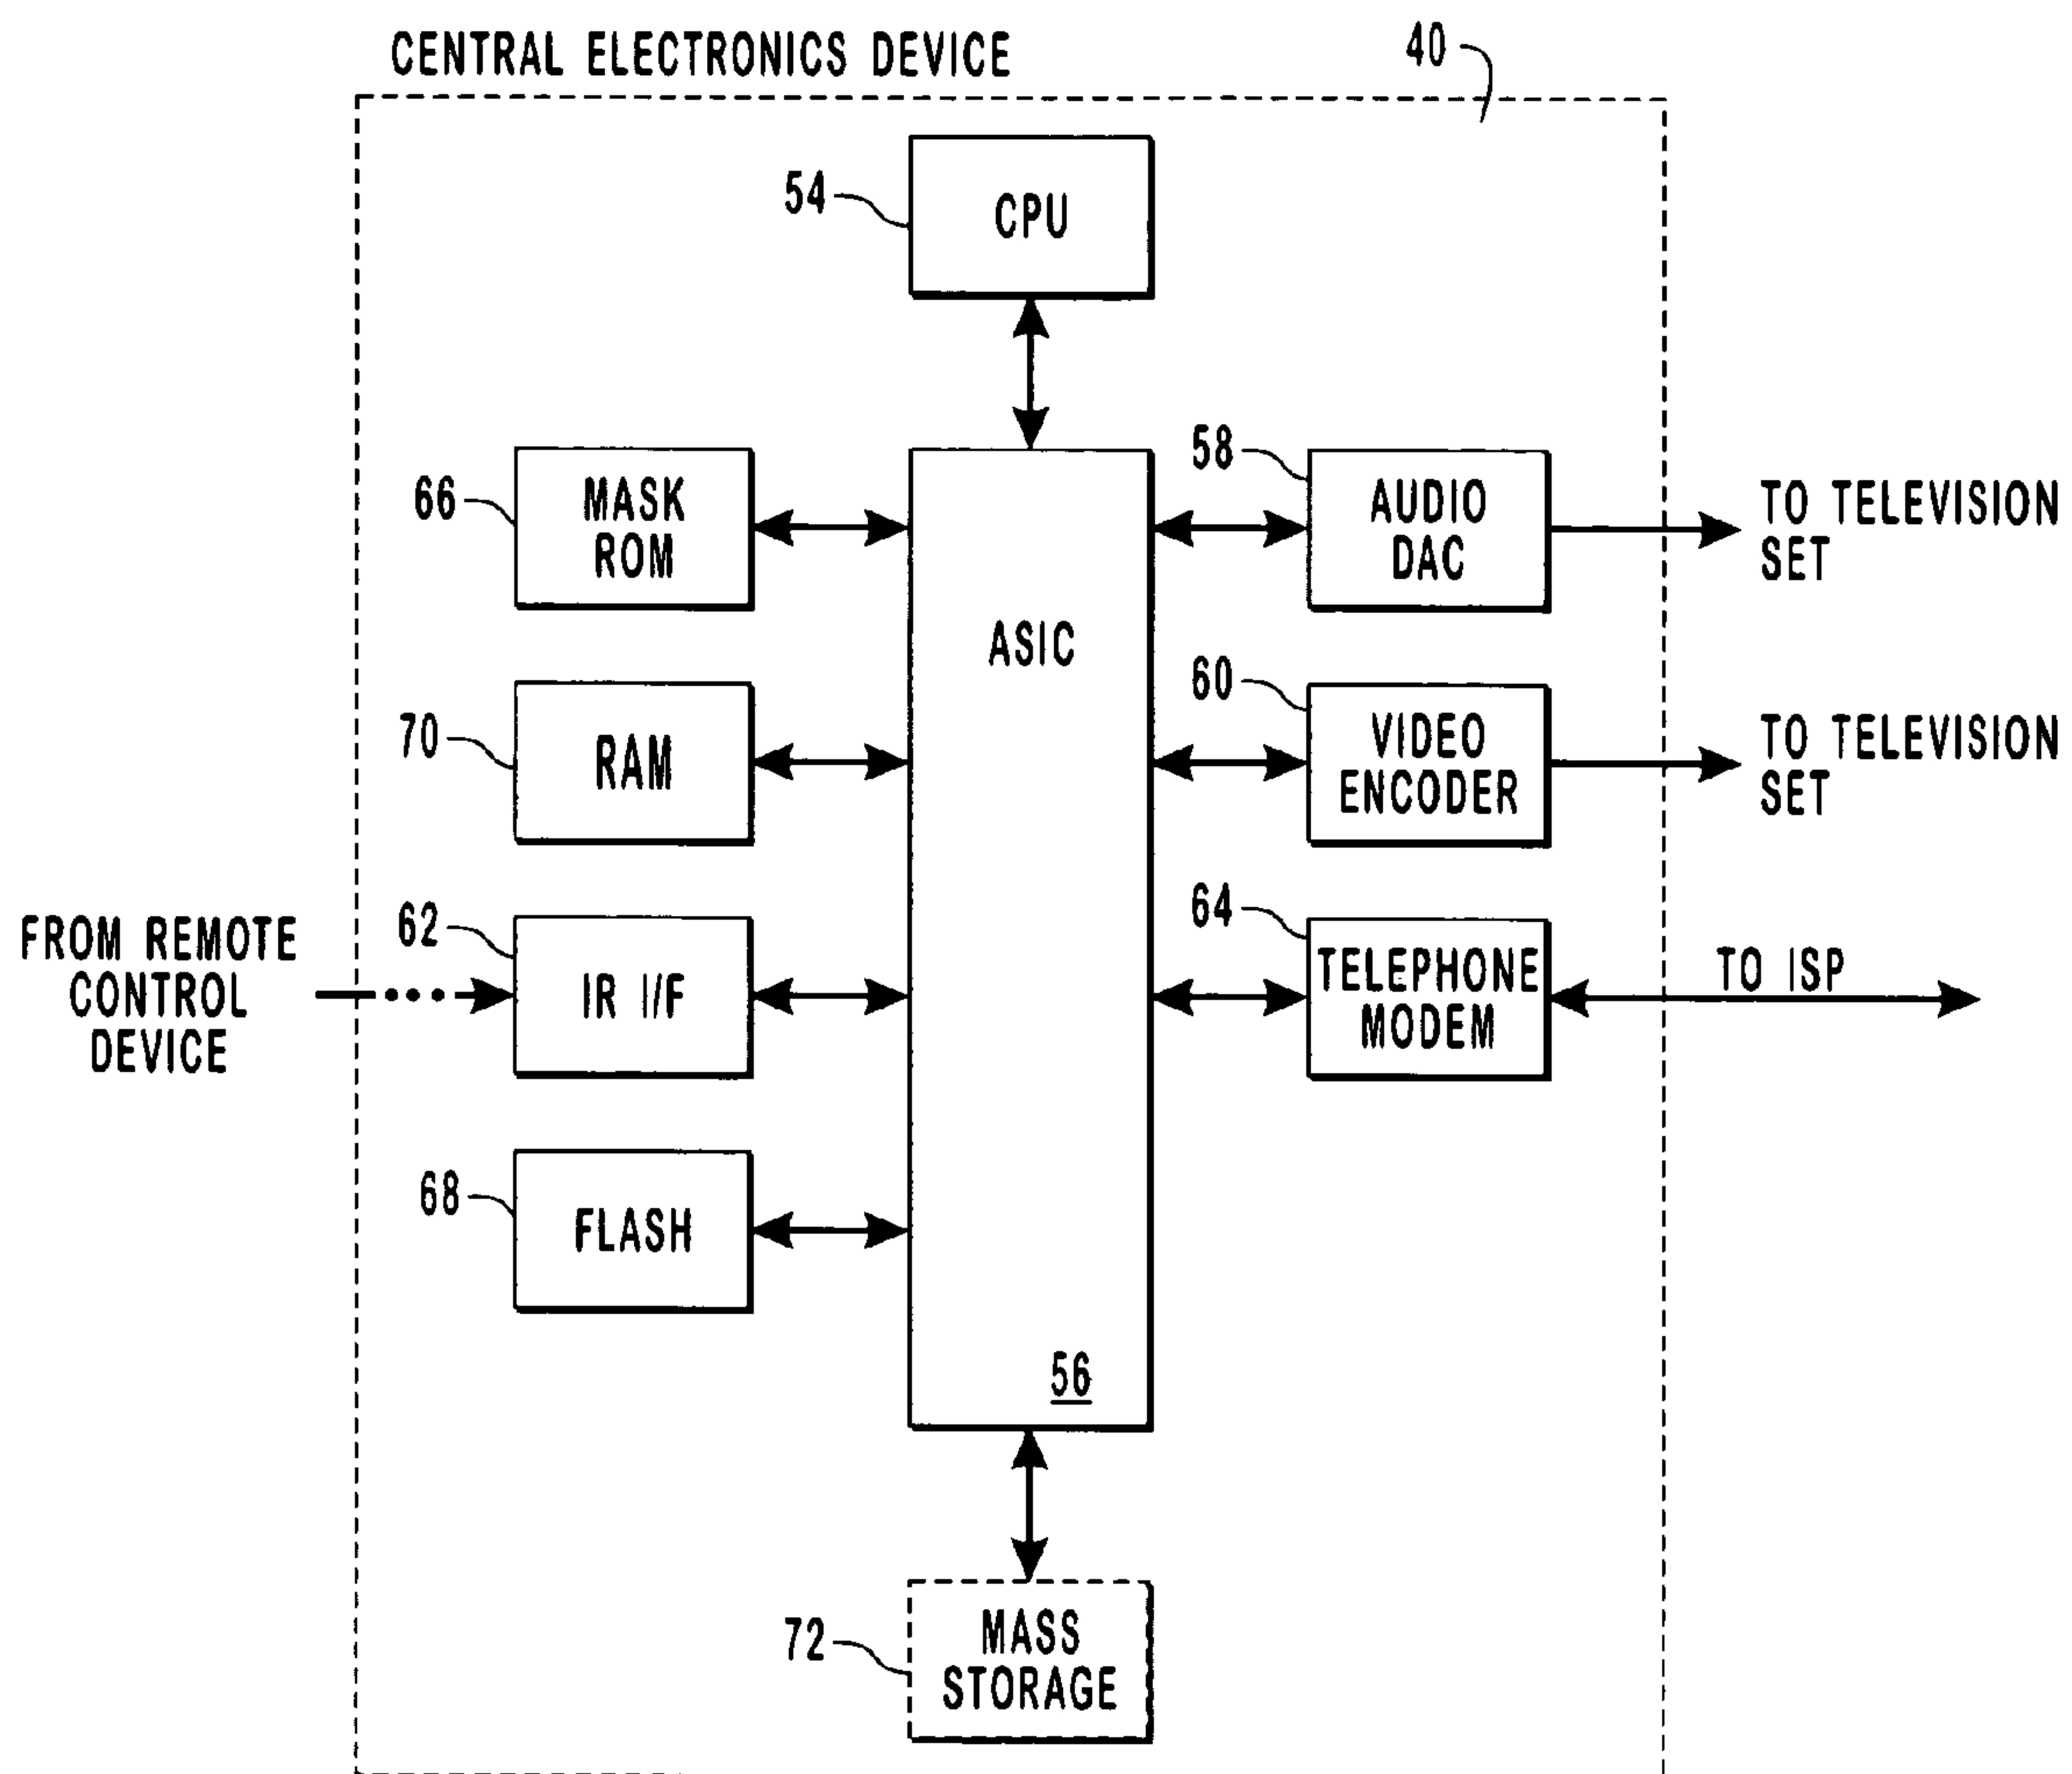 CENTRAL ELECTRONICS DEVICE
40
54
CPU
66
MASK
ROM
58
AUDIO
DAC
TO TELEVISION
SET
ASIC
70
RAM
60
VIDEO
ENCODER
TO TELEVISION
SET
FROM REMOTE
CONTROL
DEVICE
62
IR I/F
64
TELEPHONE
MODEM
TO ISP
68
FLASH
56
72
MASS
STORAGE